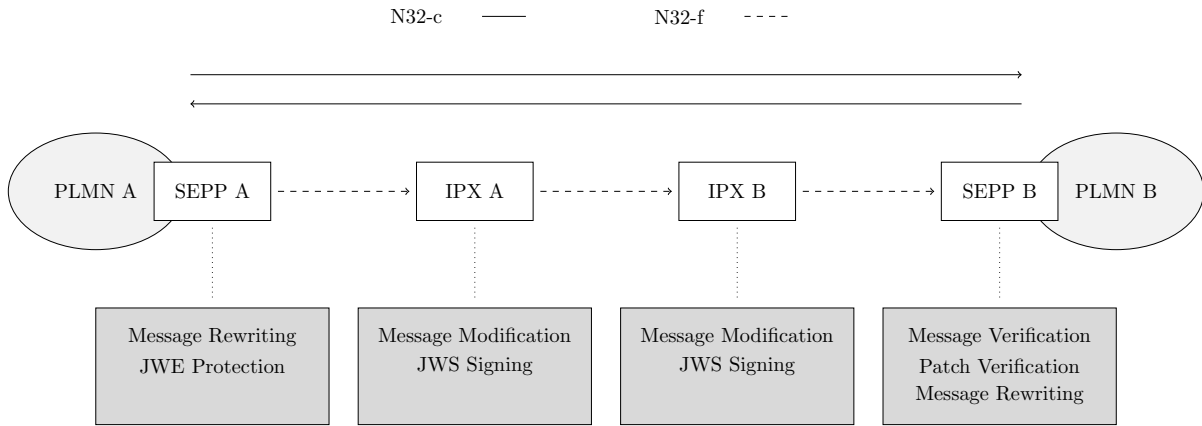 N32-c N32-f
PLMN A SEPP A IPX A IPX B SEPP B PLMN B
Message Rewriting
JWE Protection
Message Modification
JWS Signing
Message Modification
JWS Signing
Message Verification
Patch Verification
Message Rewriting